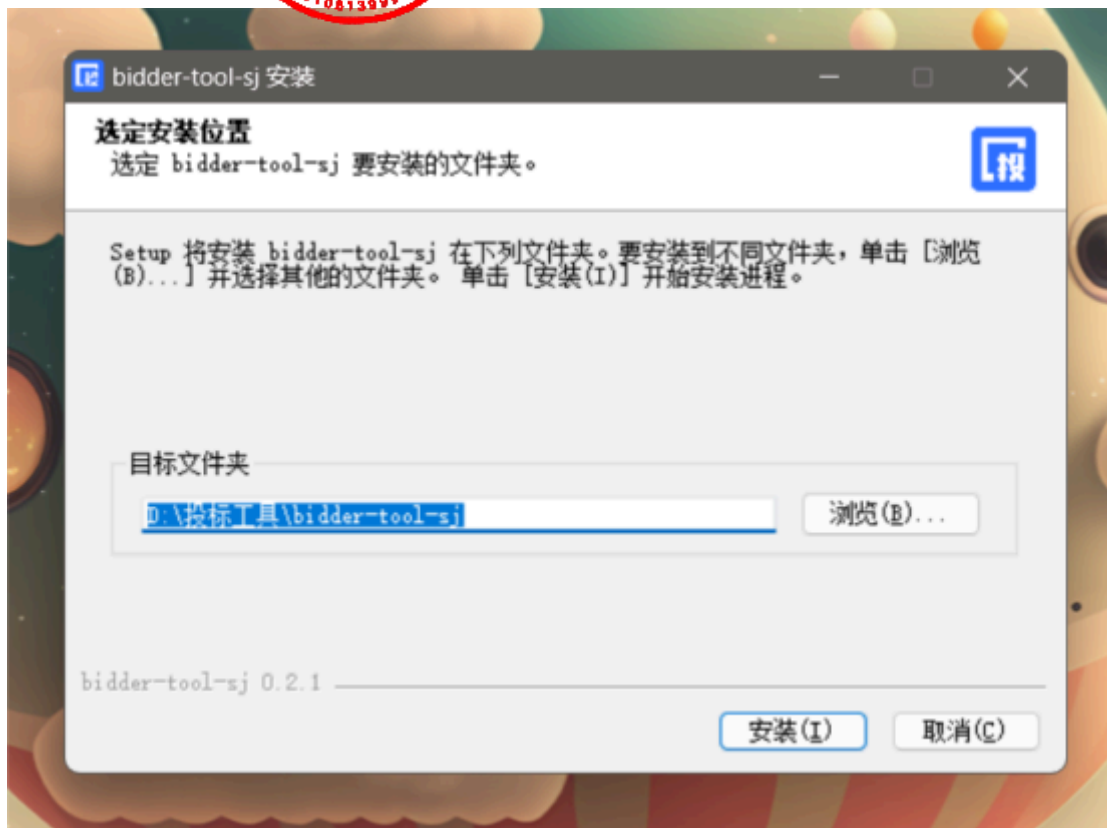 投 bidder-tool-sj 安装
选定安装位置
选定 bidder-tool-sj 要安装的文件夹。
投
Setup 将安装 bidder-tool-sj 在下列文件夹。要安装到不同文件夹，单击 [浏览
(B)...] 并选择其他的文件夹。 单击 [安装(I)] 开始安装进程。
目标文件夹
D:\投标工具\bidder-tool-sj
浏览(B)...
bidder-tool-sj 0.2.1
安装(I) 取消(C)